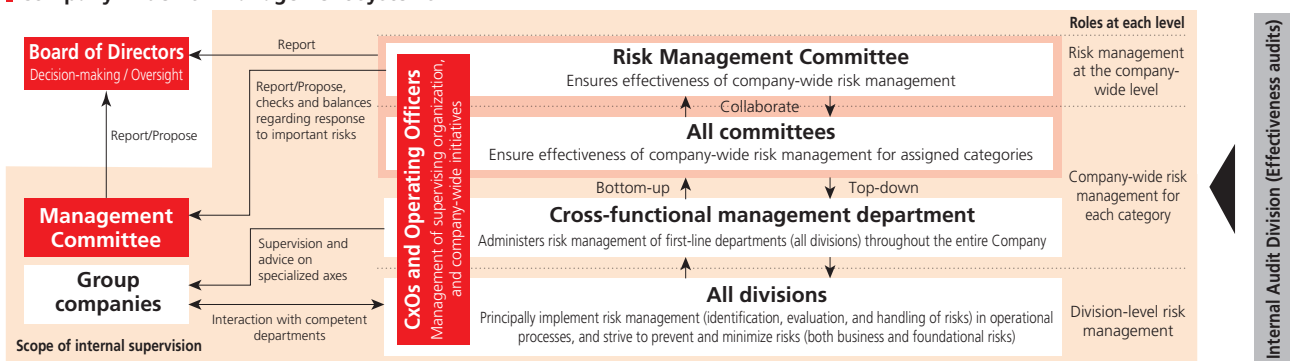 Roles at each level
Board of Directors
Decision-making / Oversight
Report
Risk Management Committee
Ensures effectiveness of company-wide risk management
Risk management
at the company-
wide level
Report/Propose,
checks and balances
regarding response
to important risks
Report/Propose
Collaborate
All committees
Ensure effectiveness of company-wide risk management for assigned categories
CxOs and Operating Officers
Management of supervising organization,
and company-wide initiatives
Bottom-up
Top-down
Company-wide risk
management for
each category
Management
Committee
Cross-functional management department
Administers risk management of first-line departments (all divisions) throughout the entire Company
Supervision and
advice on
specialized axes
Group
companies
All divisions
Principally implement risk management (identification, evaluation, and handling of risks) in operational
processes, and strive to prevent and minimize risks (both business and foundational risks)
Division-level risk
management
Interaction with competent
departments
Scope of internal supervision
Internal Audit Division (Effectiveness audits)